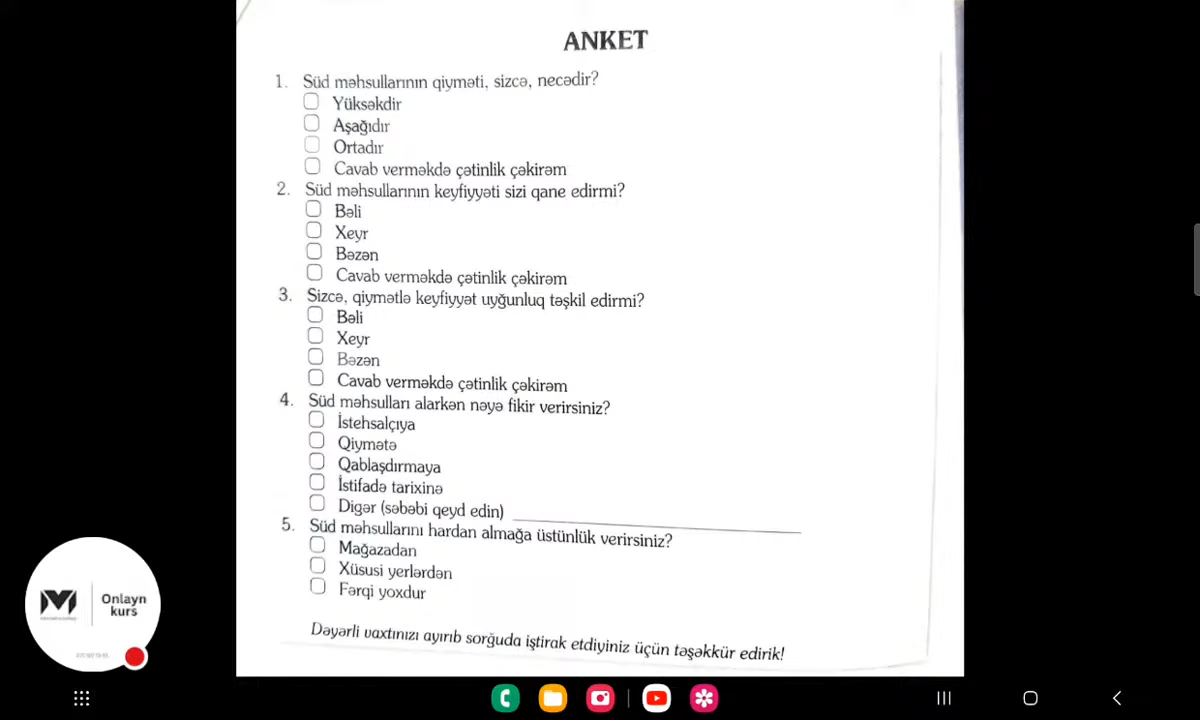 ANKET
1. Süd məhsullarının qiyməti, sizcə, necədir?
Yüksəkdir
Aşağıdır
Ortadır
Cavab verməkdə çətinlik çəkirəm
2. Süd məhsullarının keyfiyyəti sizi qane edirmi?
Bəli
Xeyr
Bəzən
Cavab verməkdə çətinlik çəkirəm
3. Sizcə, qiymətlə keyfiyyət uyğunluq təşkil edirmi?
Bəli
Xeyr
Bəzən
Cavab verməkdə çətinlik çəkirəm
4. Süd məhsulları alarkən nəyə fikir verirsiniz?
İstehsalçıya
Qiymətə
Qablaşdırmaya
İstifadə tarixinə
Digər (səbəbi qeyd edin)
5. Süd məhsullarını hardan almağa üstünlük verirsiniz?
Mağazadan
Xüsusi yerlərdən
Fərqi yoxdur
Dəyərli vaxtınızı ayırıb sorğuda iştirak etdiyiniz üçün təşəkkür edirik!
Onlayn
kurs